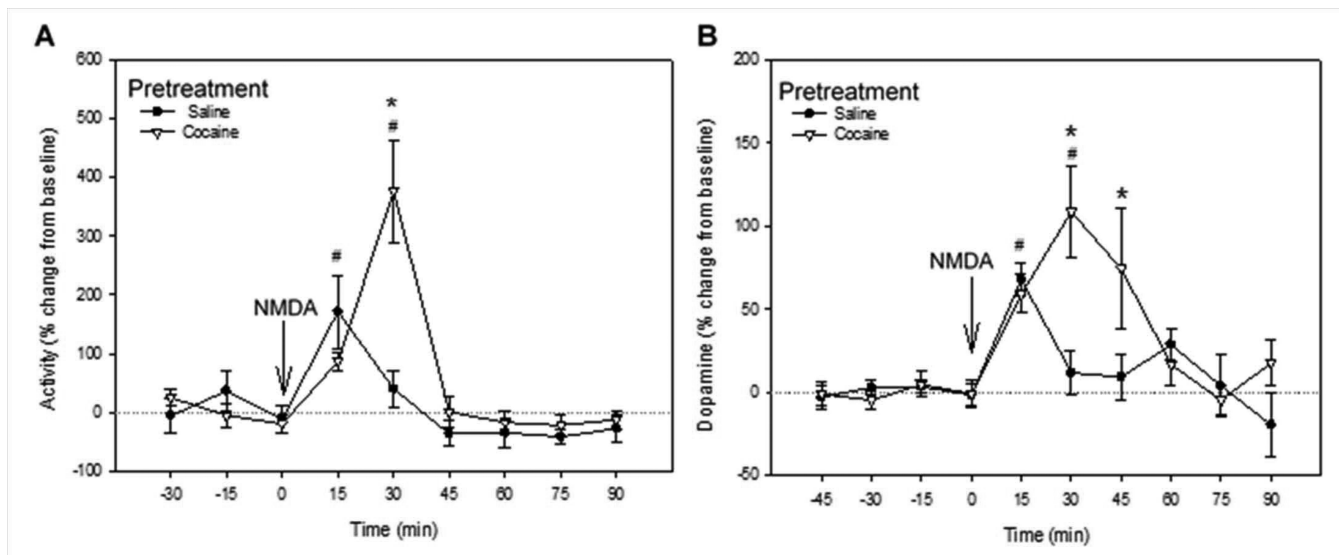 A
Activity (% change from baseline)
600
500
400
300
200
100
0
-100
Pretreatment
Saline
Cocaine
*
#
#
NMDA
-30 -15 0 15 30 45 60 75 90
Time (min)
B
Dopamine (% change from baseline)
200
150
100
50
0
-50
Pretreatment
Saline
Cocaine
*
#
*
#
NMDA
-45 -30 -15 0 15 30 45 60 75 90
Time (min)